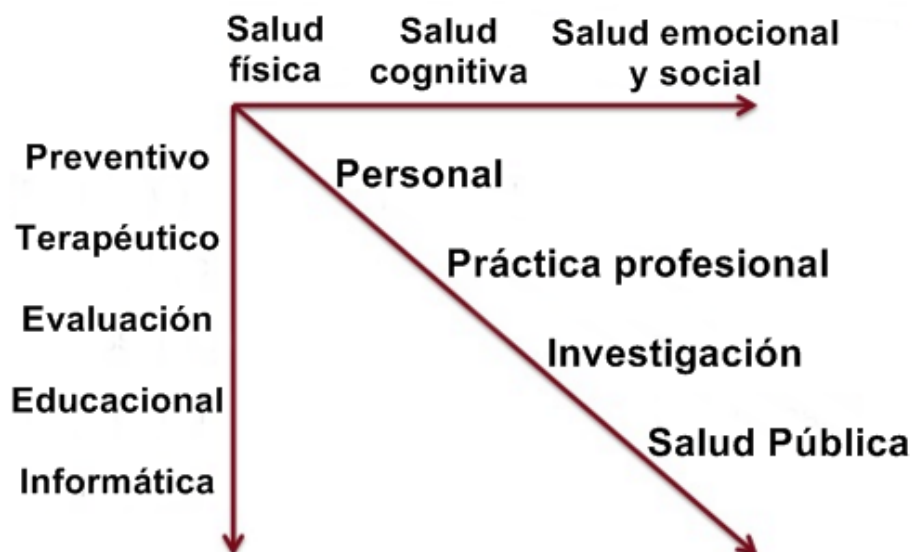 Salud
física
Salud
cognitiva
Salud emocional
y social
Preventivo
Personal
Terapéutico
Práctica profesional
Evaluación
Investigación
Educacional
Salud Pública
Informática